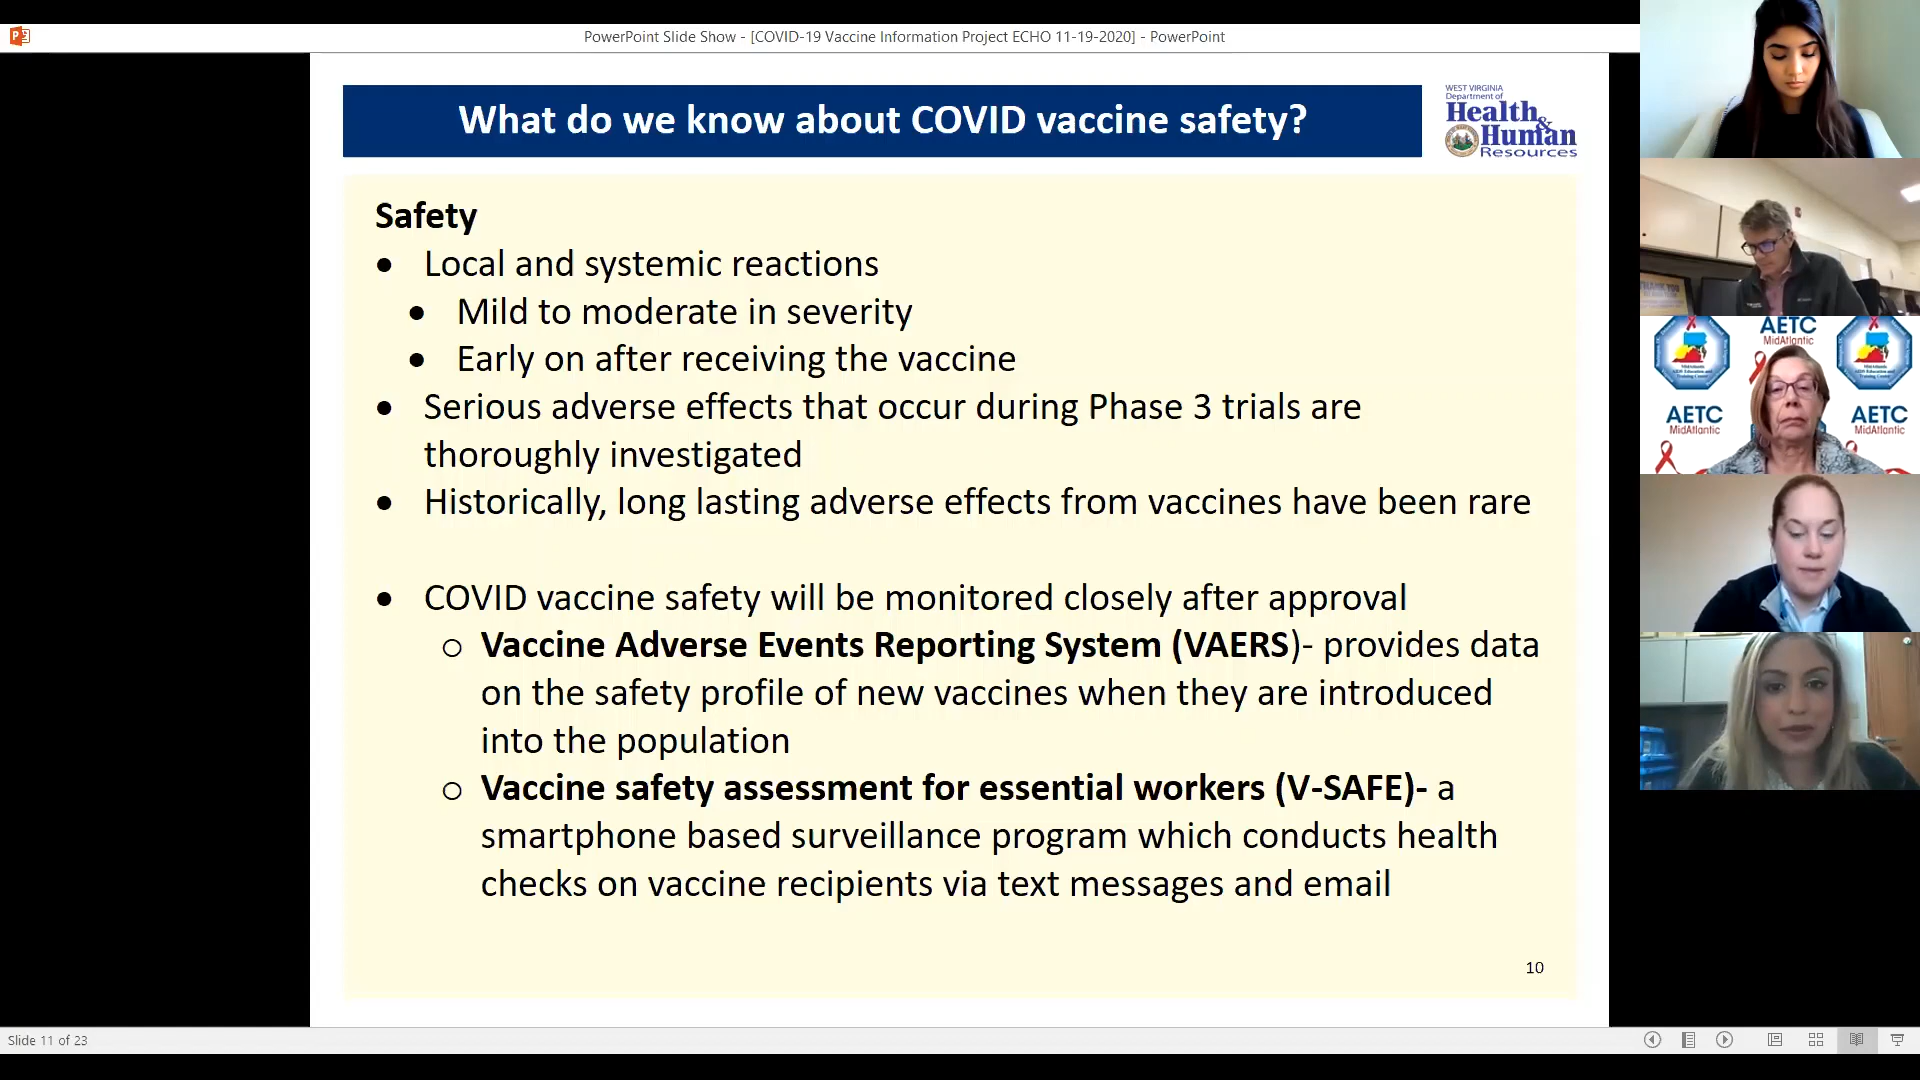 PowerPoint Slide Show - [COVID-19 Vaccine Information Project ECHO 11-19-2020] - PowerPoint
What do we know about COVID vaccine safety?
WEST VIRGINIA
Department of
Health
&
Human
Resources
Safety
• Local and systemic reactions
• Mild to moderate in severity
• Early on after receiving the vaccine
• Serious adverse effects that occur during Phase 3 trials are
thoroughly investigated
• Historically, long lasting adverse effects from vaccines have been rare
• COVID vaccine safety will be monitored closely after approval
○ Vaccine Adverse Events Reporting System (VAERS)- provides data
on the safety profile of new vaccines when they are introduced
into the population
○ Vaccine safety assessment for essential workers (V-SAFE)- a
smartphone based surveillance program which conducts health
checks on vaccine recipients via text messages and email
10
Slide 11 of 23
THANK YOU
AETC
MidAtlantic
AETC
MidAtlantic
AETC
MidAtlantic